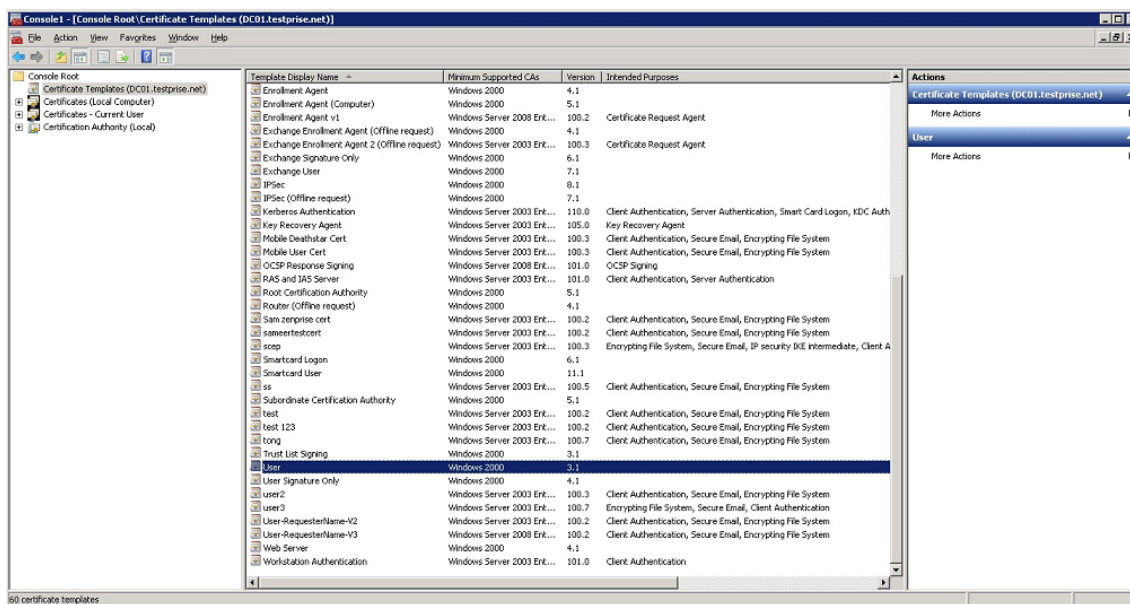 Console1 - [Console Root\Certificate Templates (DC01.testprise.net)]
File Action View Favorites Window Help
Console Root
Certificate Templates (DC01.testprise.net)
Certificates (Local Computer)
Certificates - Current User
Certification Authority (Local)
Template Display Name Minimum Supported CAs Version Intended Purposes
Enrollment Agent Windows 2000 4.1
Enrollment Agent (Computer) Windows 2000 5.1
Enrollment Agent v1 Windows Server 2008 Ent... 100.2 Certificate Request Agent
Exchange Enrollment Agent (Offline request) Windows 2000 4.1
Exchange Enrollment Agent 2 (Offline request) Windows Server 2003 Ent... 100.3 Certificate Request Agent
Exchange Signature Only Windows 2000 6.1
Exchange User Windows 2000 7.1
IPSec Windows 2000 8.1
IPSec (Offline request) Windows 2000 7.1
Kerberos Authentication Windows Server 2003 Ent... 110.0 Client Authentication, Server Authentication, Smart Card Logon, KDC Auth
Key Recovery Agent Windows Server 2003 Ent... 105.0 Key Recovery Agent
Mobile Deathstar Cert Windows Server 2003 Ent... 100.3 Client Authentication, Secure Email, Encrypting File System
Mobile User Cert Windows Server 2003 Ent... 100.3 Client Authentication, Secure Email, Encrypting File System
OCSP Response Signing Windows Server 2008 Ent... 101.0 OCSP Signing
RAS and IAS Server Windows Server 2003 Ent... 101.0 Client Authentication, Server Authentication
Root Certification Authority Windows 2000 5.1
Router (Offline request) Windows 2000 4.1
Sam zenprise cert Windows Server 2003 Ent... 100.2 Client Authentication, Secure Email, Encrypting File System
sameertestcert Windows Server 2003 Ent... 100.2 Client Authentication, Secure Email, Encrypting File System
scep Windows Server 2003 Ent... 100.3 Encrypting File System, Secure Email, IP security IKE intermediate, Client A
Smartcard Logon Windows 2000 6.1
Smartcard User Windows 2000 11.1
ss Windows Server 2003 Ent... 100.5 Client Authentication, Secure Email, Encrypting File System
Subordinate Certification Authority Windows 2000 5.1
test Windows Server 2003 Ent... 100.2 Client Authentication, Secure Email, Encrypting File System
test 123 Windows Server 2003 Ent... 100.2 Client Authentication, Secure Email, Encrypting File System
tong Windows Server 2003 Ent... 100.7 Client Authentication, Secure Email, Encrypting File System
Trust List Signing Windows 2000 3.1
User Windows 2000 3.1
User Signature Only Windows 2000 4.1
user2 Windows Server 2003 Ent... 100.3 Client Authentication, Secure Email, Encrypting File System
user3 Windows Server 2003 Ent... 100.7 Encrypting File System, Secure Email, Client Authentication
User-RequesterName-V2 Windows Server 2003 Ent... 100.2 Client Authentication, Secure Email, Encrypting File System
User-RequesterName-V3 Windows Server 2008 Ent... 100.2 Client Authentication, Secure Email, Encrypting File System
Web Server Windows 2000 4.1
Workstation Authentication Windows Server 2003 Ent... 101.0 Client Authentication
Actions
Certificate Templates (DC01.testprise.net)
More Actions
User
More Actions
60 certificate templates